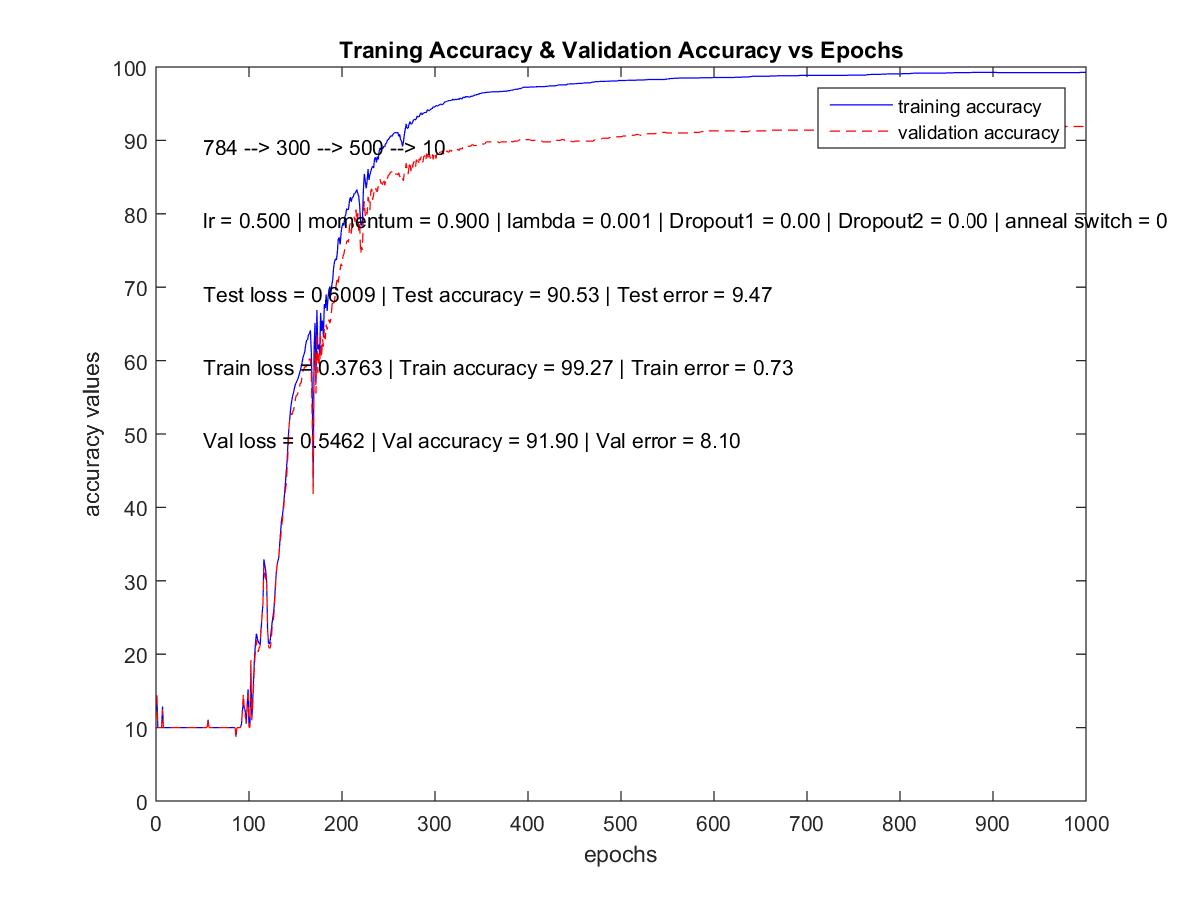 Traning Accuracy & Validation Accuracy vs Epochs
100
90
80
70
60
50
40
30
20
10
0
accuracy values
training accuracy
validation accuracy
784 --> 300 --> 500 --> 10
lr = 0.500 | momentum = 0.900 | lambda = 0.001 | Dropout1 = 0.00 | Dropout2 = 0.00 | anneal switch = 0
Test loss = 0.6009 | Test accuracy = 90.53 | Test error = 9.47
Train loss = 0.3763 | Train accuracy = 99.27 | Train error = 0.73
Val loss = 0.5462 | Val accuracy = 91.90 | Val error = 8.10
0 100 200 300 400 500 600 700 800 900 1000
epochs